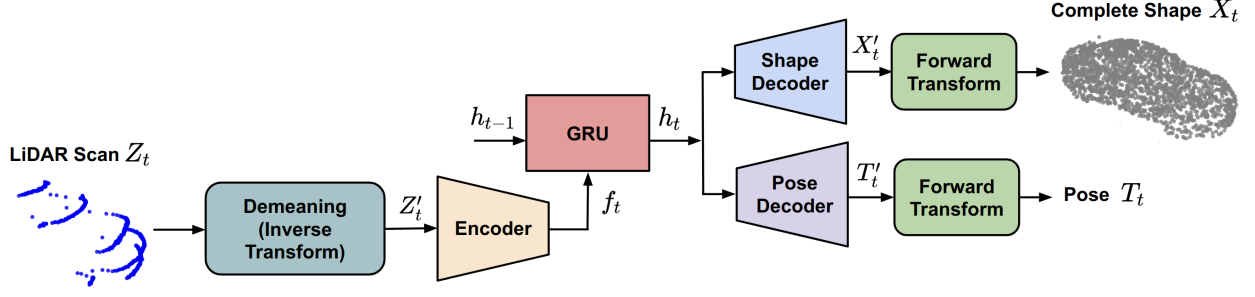 Complete Shape X_t
Shape
Decoder
X'_t
Forward
Transform
h_{t-1}
GRU
h_t
LiDAR Scan Z_t
Demeaning
(Inverse
Transform)
Z'_t
Encoder
f_t
Pose
Decoder
T'_t
Forward
Transform
Pose T_t